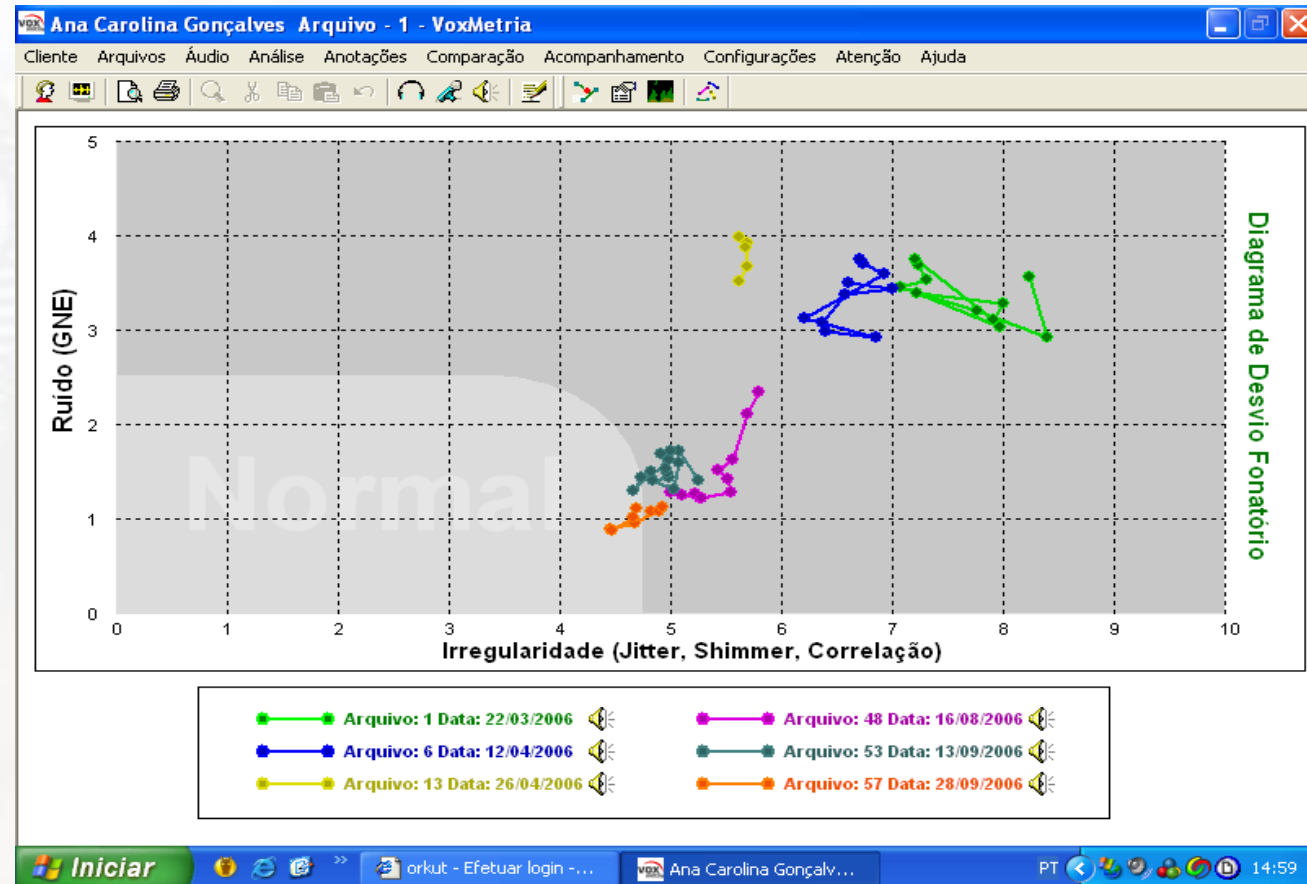 Ana Carolina Gonçalves Arquivo - 1 - VoxMetria
Cliente Arquivos Áudio Análise Anotações Comparação Acompanhamento Configurações Atenção Ajuda
5
4
3
2
1
0
Ruído (GNE)
Normal
0 1 2 3 4 5 6 7 8 9 10
Irregularidade (Jitter, Shimmer, Correlação)
Diagrama de Desvio Fonatório
Arquivo: 1 Data: 22/03/2006
Arquivo: 6 Data: 12/04/2006
Arquivo: 13 Data: 26/04/2006
Arquivo: 48 Data: 16/08/2006
Arquivo: 53 Data: 13/09/2006
Arquivo: 57 Data: 28/09/2006
Iniciar
»
orkut - Efetuar login -...
Ana Carolina Gonçalv...
PT
14:59